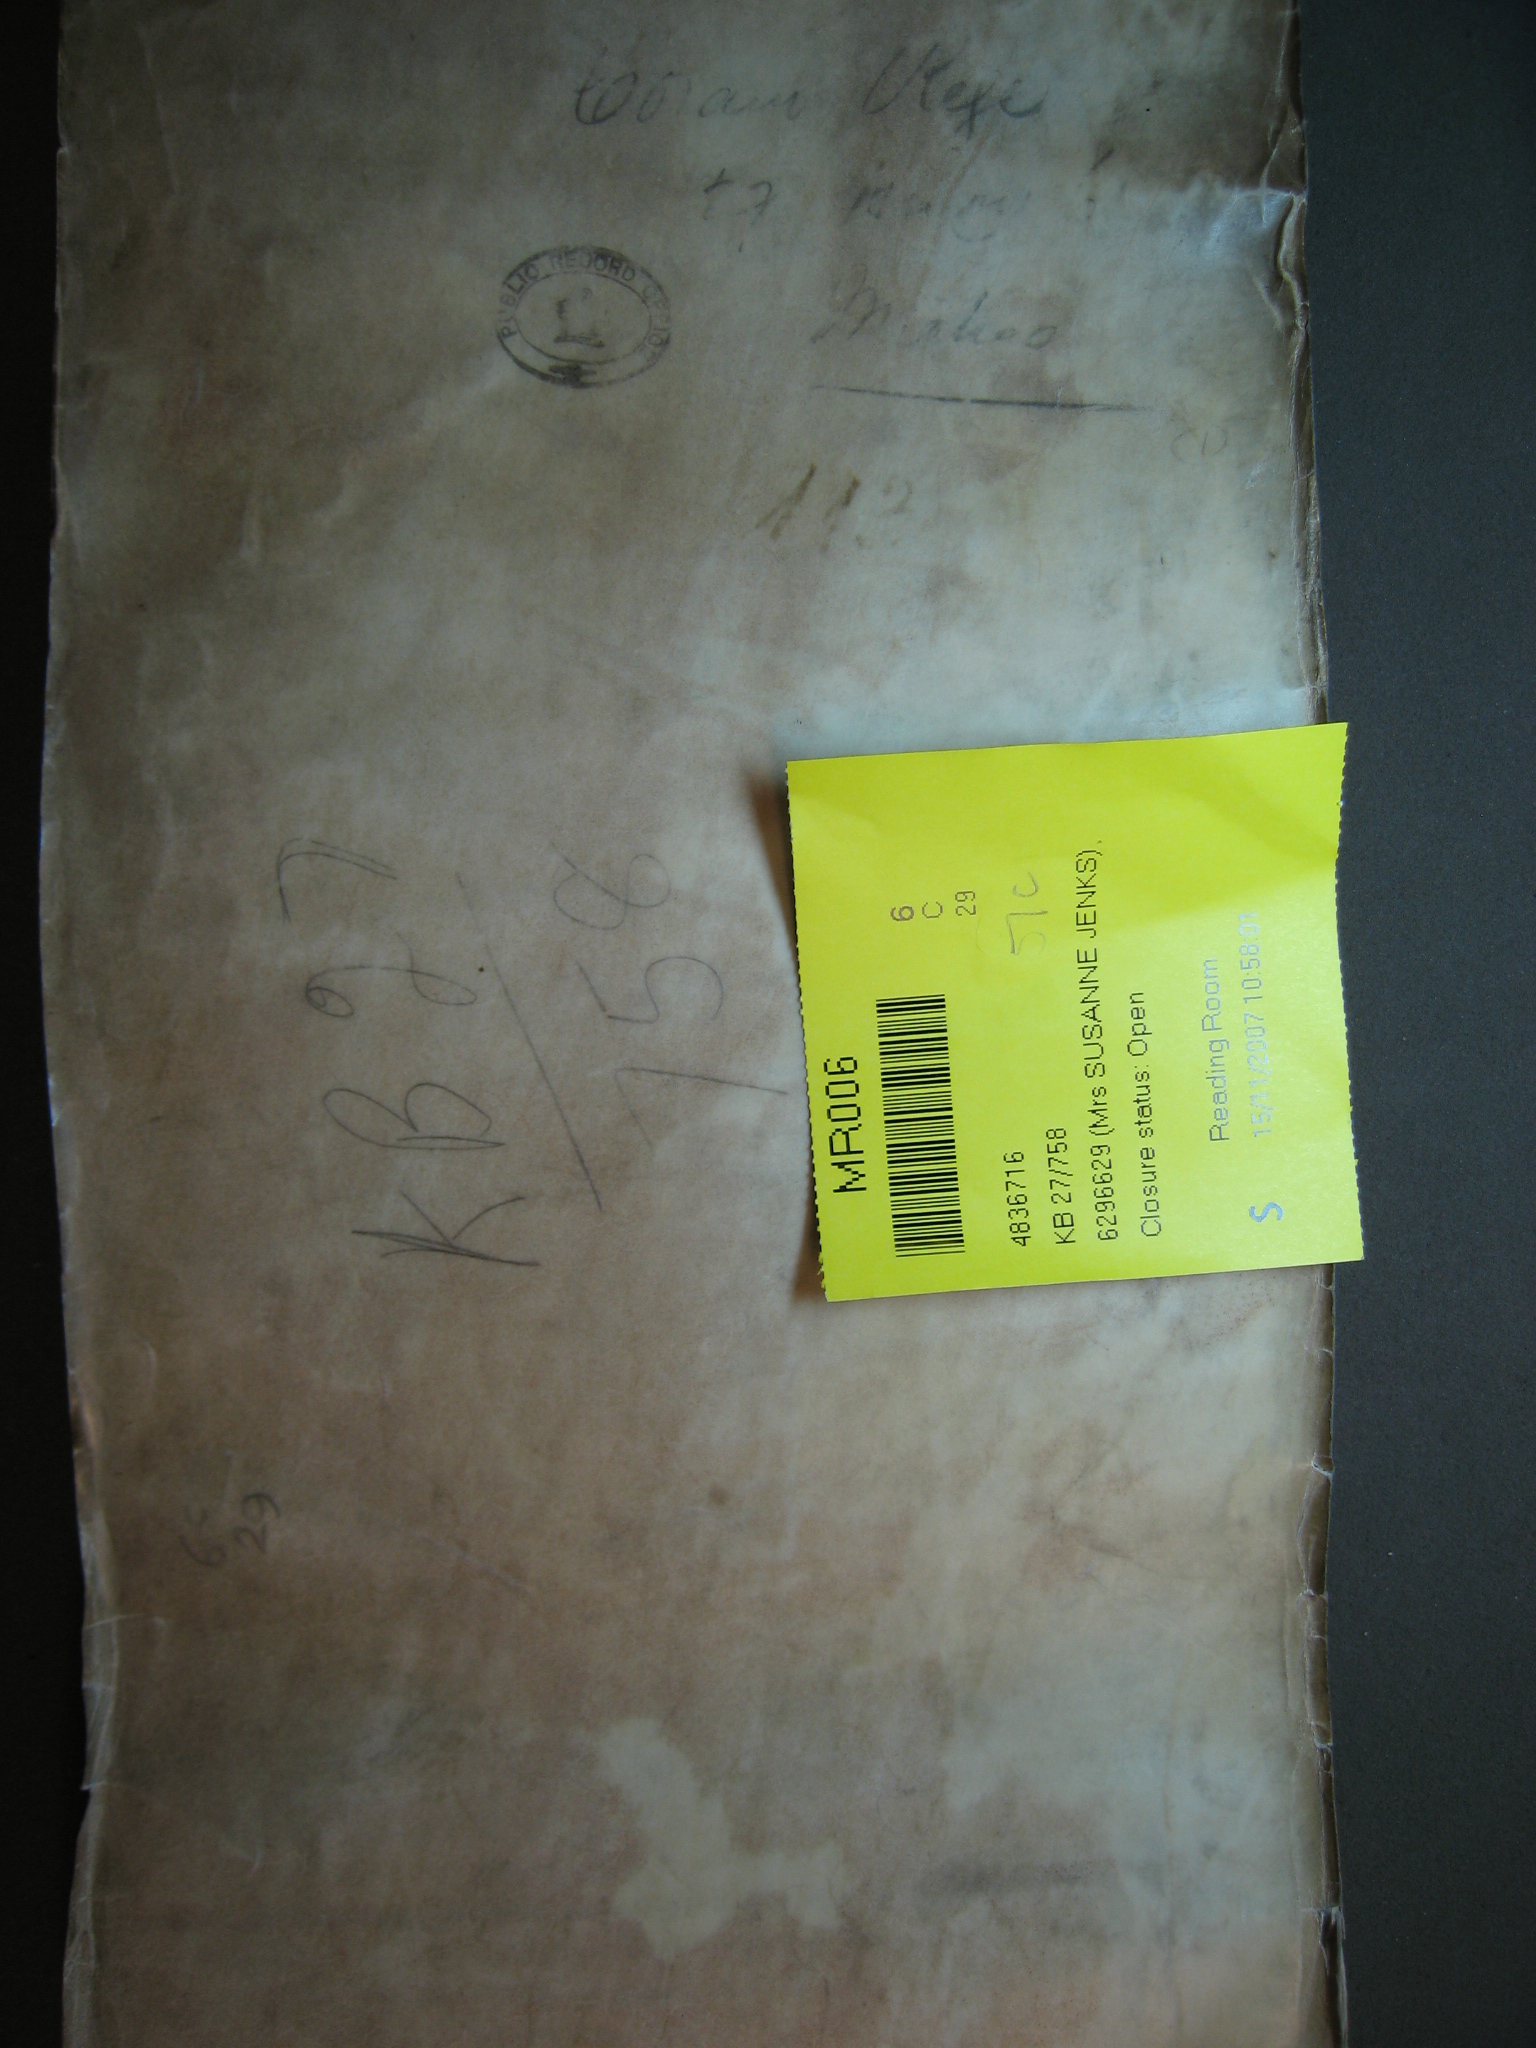 Coram Rege
Mich
112
PUBLIC RECORD OFFICE
KB 27
758
6c
29
MR006
6
C
29
57c
4836716
KB 27/758
6296629 (Mrs SUSANNE JENKS),
Closure status: Open
Reading Room
S 15/11/2007 10:58:01